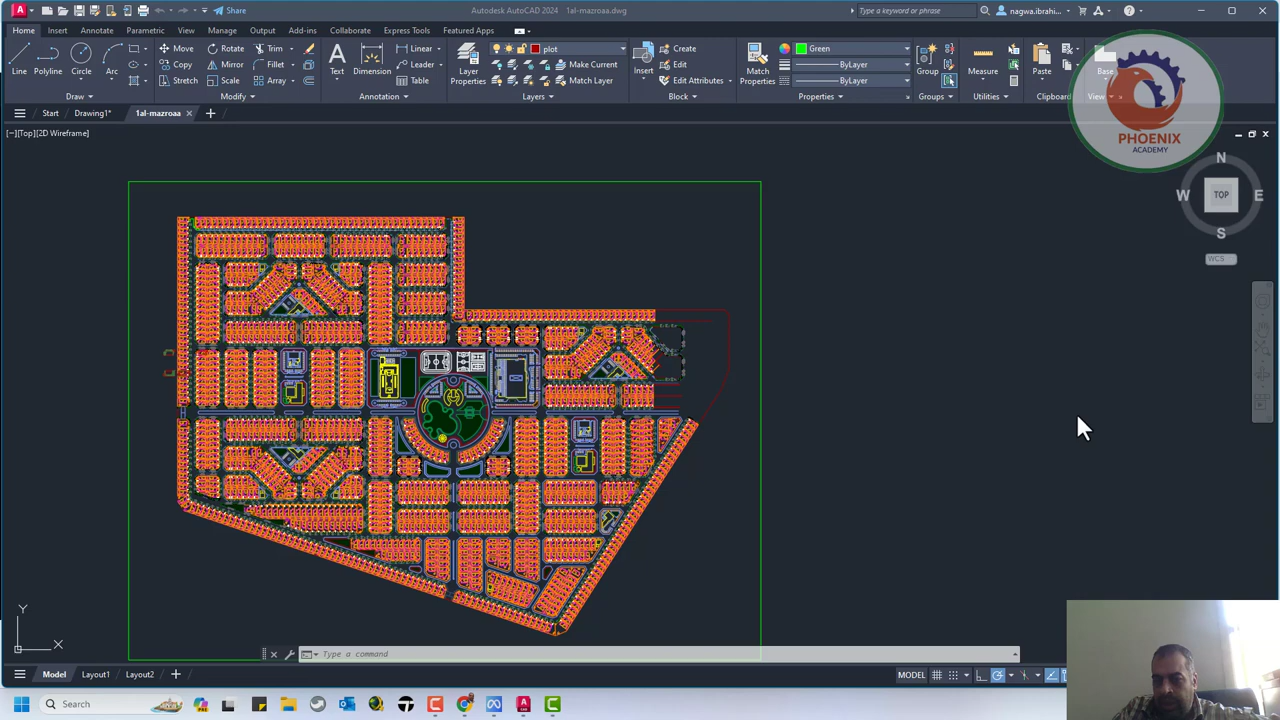 Share
Autodesk AutoCAD 2024 1al-mazroaa.dwg
Type a keyword or phrase
nagwa.ibrahi...
Home Insert Annotate Parametric View Manage Output Add-ins Collaborate Express Tools Featured Apps
Line Polyline Circle Arc
Move Rotate Trim
Copy Mirror Fillet
Stretch Scale Array
Text Dimension
Linear
Leader
Table
Layer Properties
plot
Make Current
Match Layer
Insert
Create
Edit
Edit Attributes
Match Properties
Green
ByLayer
ByLayer
Group
Measure
Paste
Base
Draw Modify Annotation Layers Block Properties Groups Utilities Clipboard View
Start Drawing1* 1al-mazroaa
[−][Top][2D Wireframe]
PHOENIX
ACADEMY
N
W TOP E
S
WCS
Y
X
Type a command
Model Layout1 Layout2
MODEL
Search